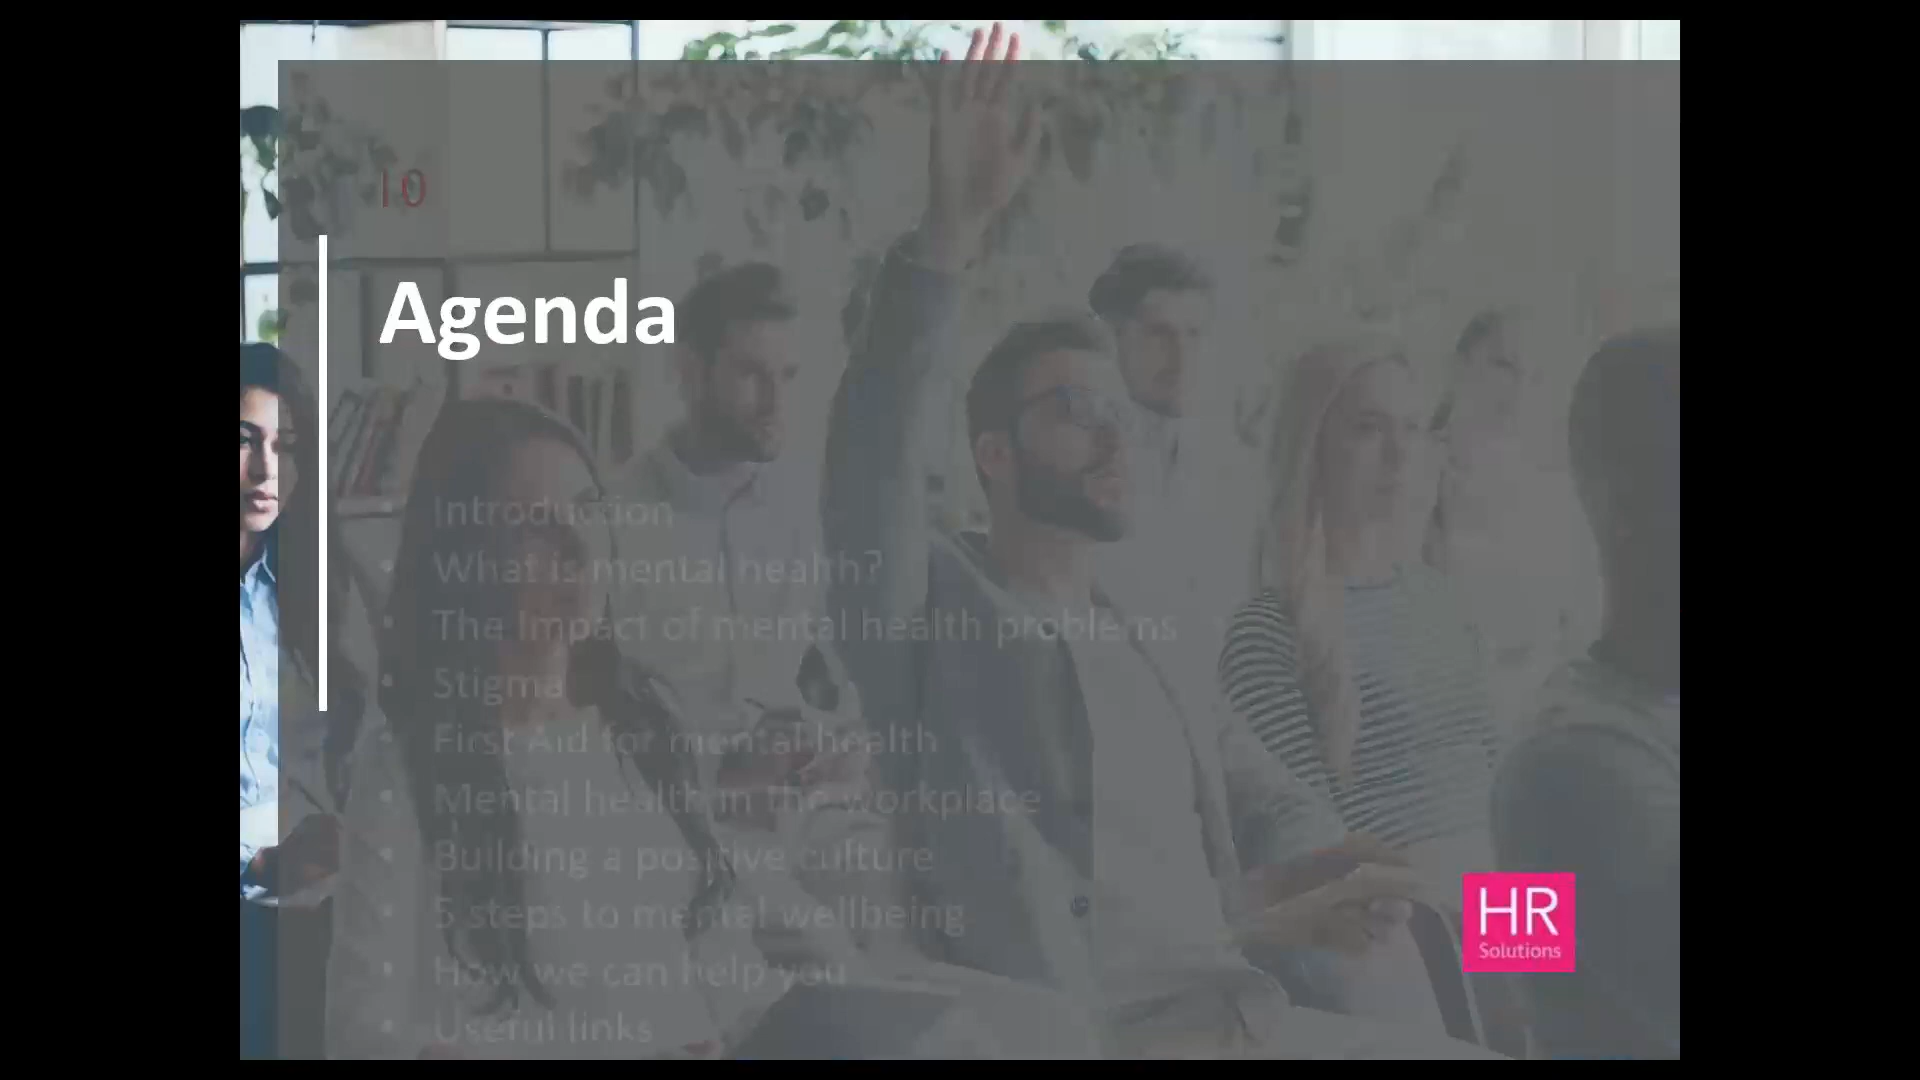 10
Agenda
• Introduction
• What is mental health?
• The Impact of mental health problems
• Stigma
• First Aid for mental health
• Mental health in the workplace
• Building a positive culture
• 5 steps to mental wellbeing
• How we can help you
• Useful links
HR
Solutions